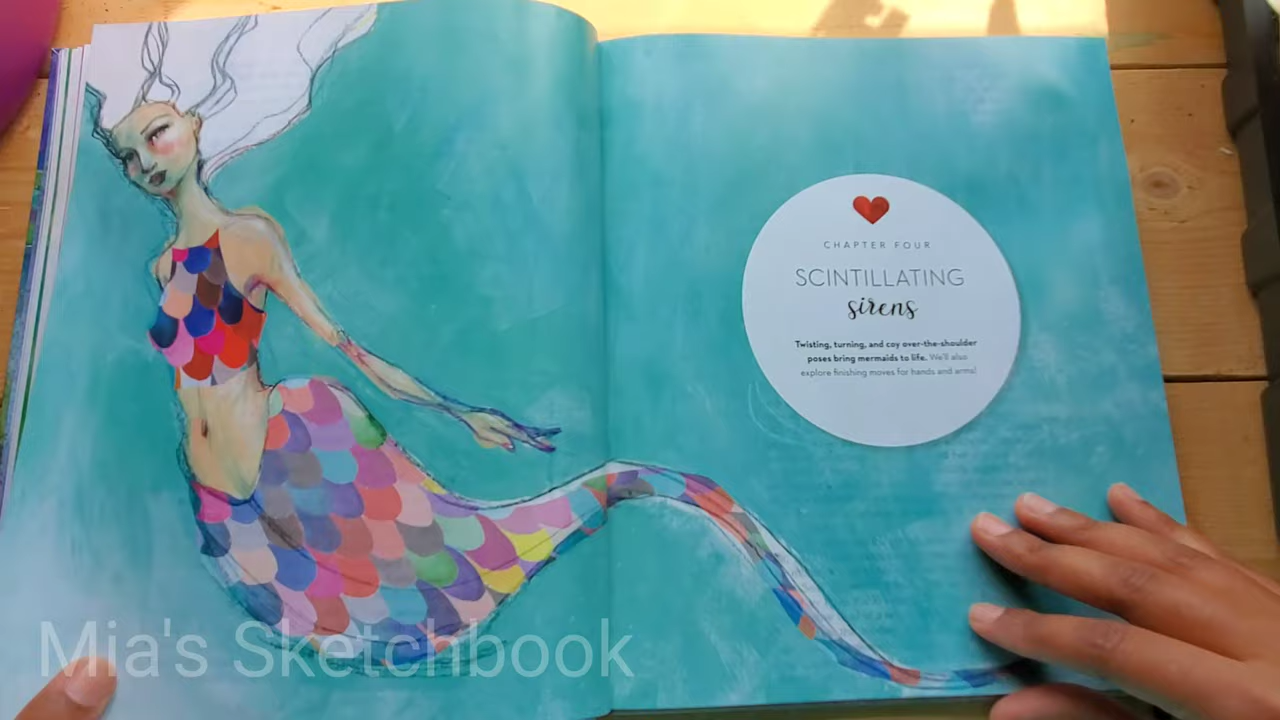 CHAPTER FOUR
SCINTILLATING
sirens
Twisting, turning, and coy over-the-shoulder
poses bring mermaids to life. We'll also
explore finishing moves for hands and arms!
Mia's Sketchbook